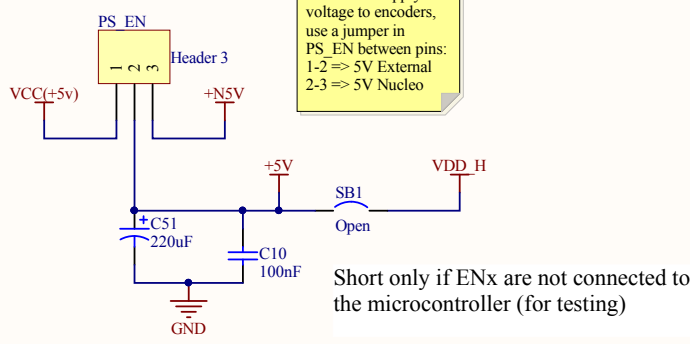 voltage to encoders,
use a jumper in
PS_EN between pins:
1-2 => 5V External
2-3 => 5V Nucleo
PS_EN
Header 3
1
2
3
VCC(+5v)
+N5V
+5V
VDD_H
SB1
Open
+
C51
220uF
C10
100nF
GND
Short only if ENx are not connected to
the microcontroller (for testing)